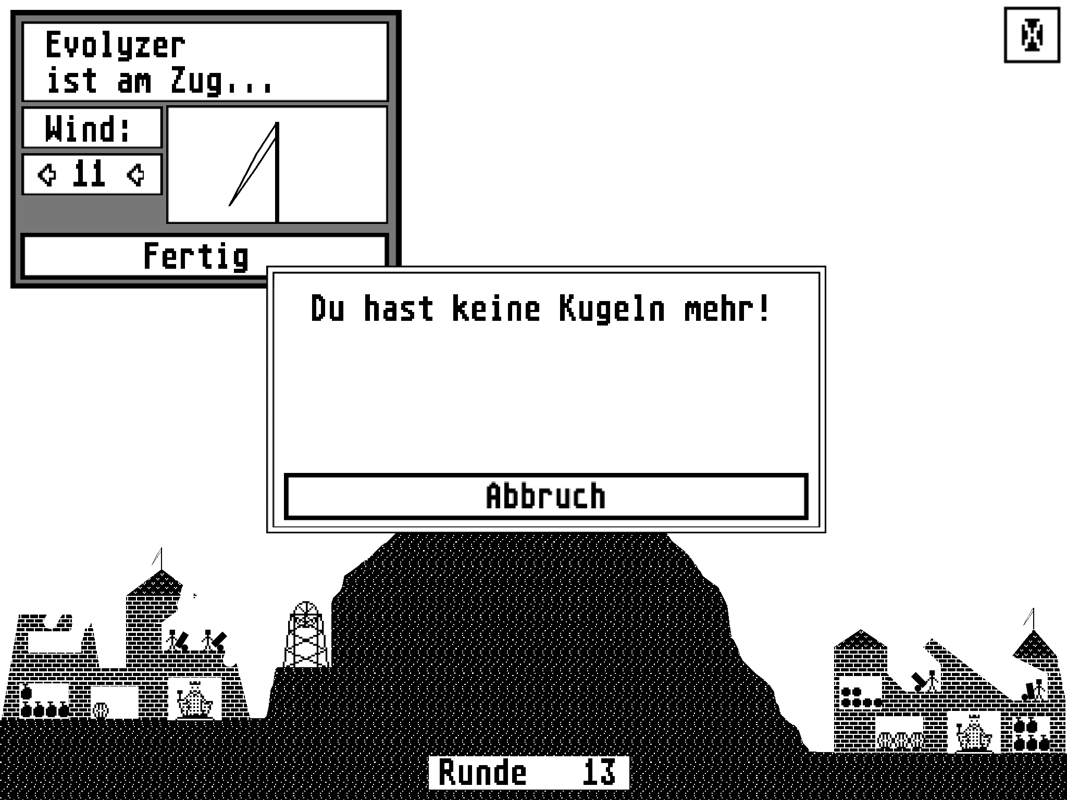 Evolyzer
ist am Zug...
Wind:
11
Fertig
Du hast keine Kugeln mehr!
Abbruch
Runde 13